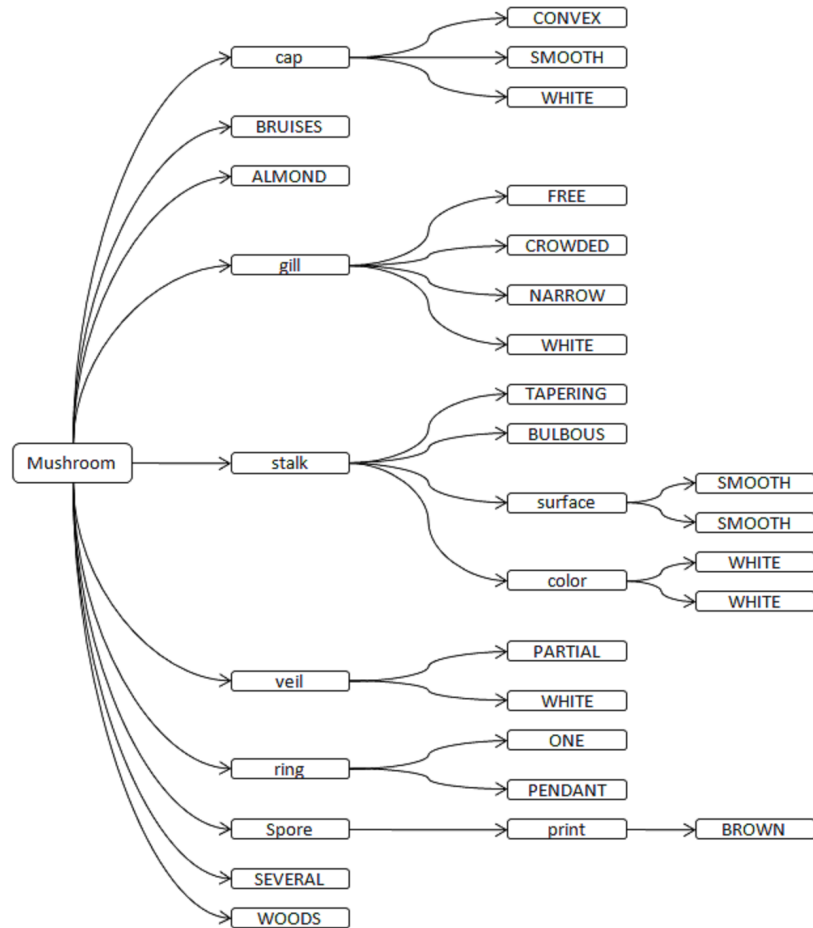 CONVEX
cap
SMOOTH
WHITE
BRUISES
ALMOND
FREE
CROWDED
gill
NARROW
WHITE
TAPERING
BULBOUS
Mushroom
stalk
SMOOTH
surface
SMOOTH
WHITE
color
WHITE
PARTIAL
veil
WHITE
ONE
ring
PENDANT
Spore
print
BROWN
SEVERAL
WOODS